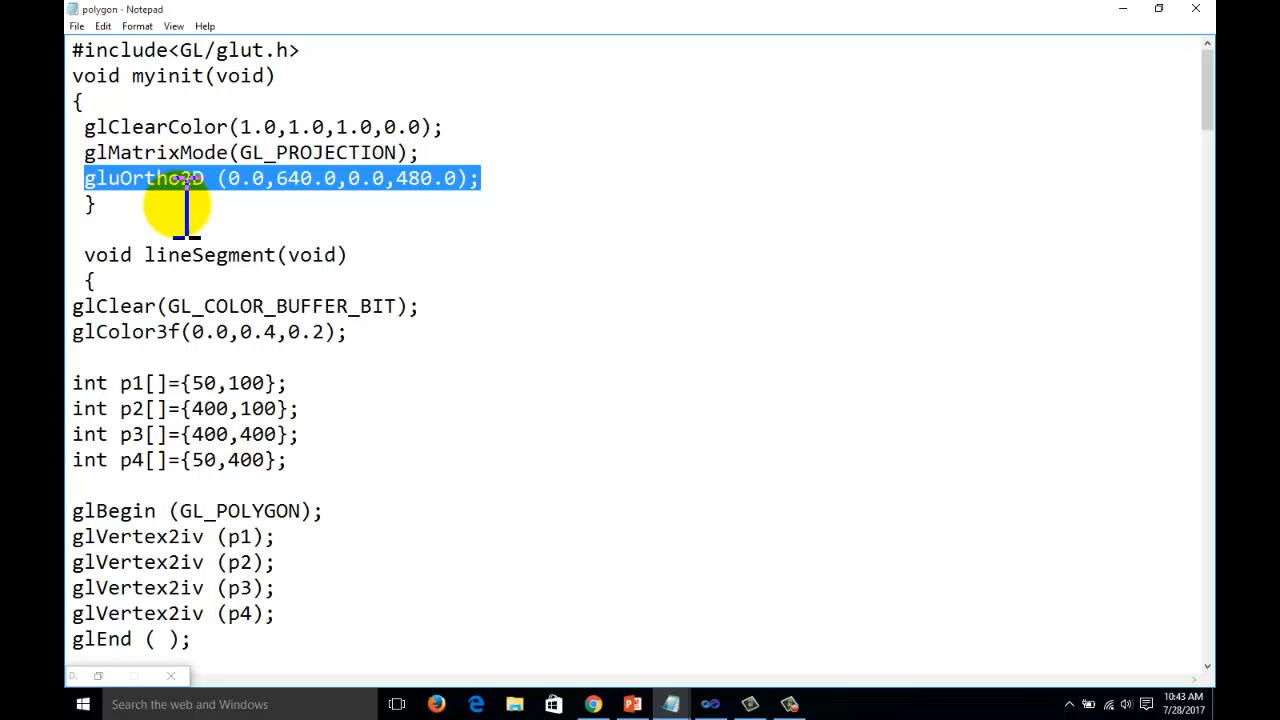 polygon - Notepad
File Edit Format View Help
#include<GL/glut.h>
void myinit(void)
{
glClearColor(1.0,1.0,1.0,0.0);
glMatrixMode(GL_PROJECTION);
gluOrtho2D (0.0,640.0,0.0,480.0);
}
void lineSegment(void)
{
glClear(GL_COLOR_BUFFER_BIT);
glColor3f(0.0,0.4,0.2);
int p1[]={50,100};
int p2[]={400,100};
int p3[]={400,400};
int p4[]={50,400};
glBegin (GL_POLYGON);
glVertex2iv (p1);
glVertex2iv (p2);
glVertex2iv (p3);
glVertex2iv (p4);
glEnd ( );
D.
Search the web and Windows
10:43 AM
7/28/2017